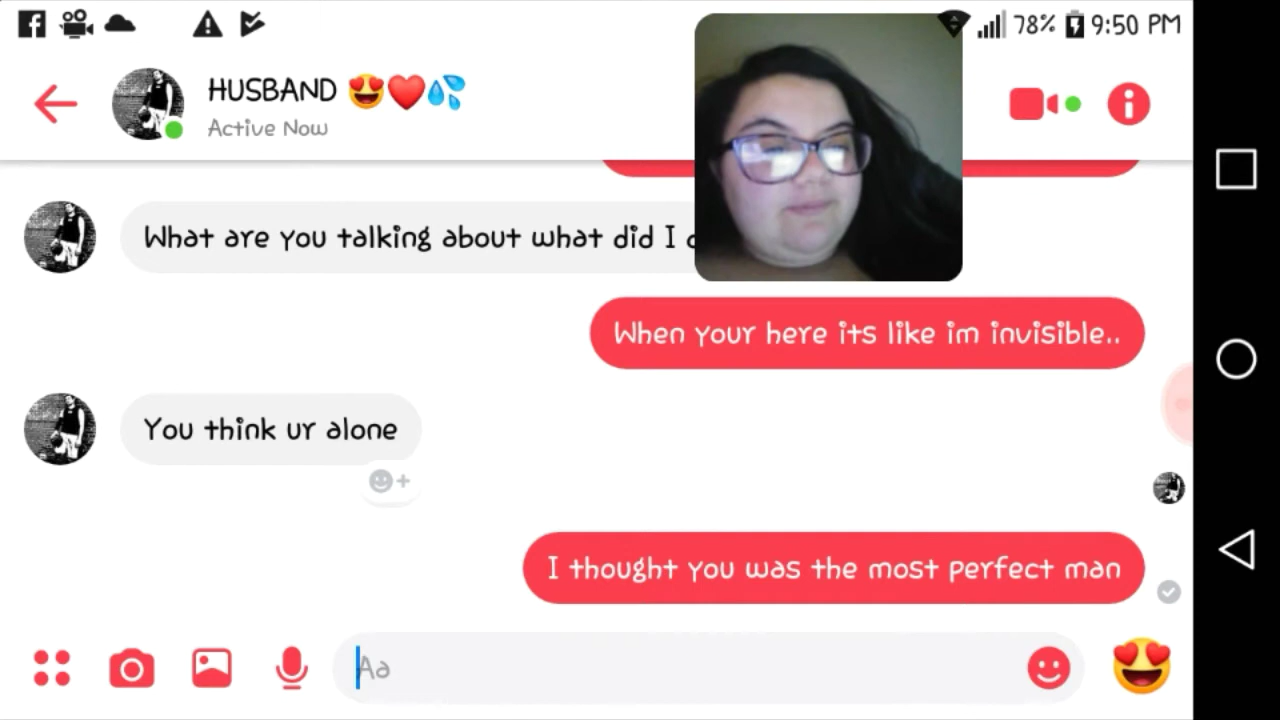 78% 9:50 PM
HUSBAND 😍❤️💦
Active Now
What are you talking about what did I
When your here its like im invisible..
You think ur alone
I thought you was the most perfect man
Aa